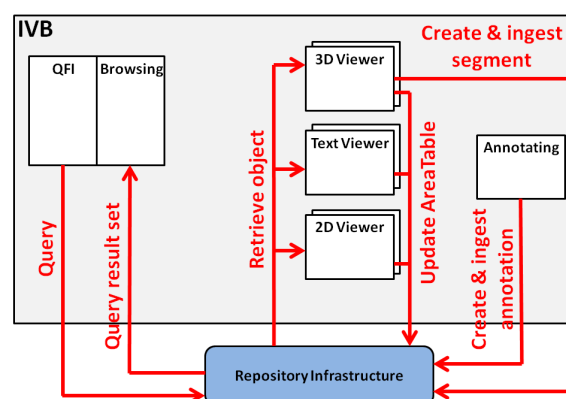 IVB
QFI
Browsing
3D Viewer
Create & ingest
segment
Text Viewer
Annotating
2D Viewer
Query
Query result set
Retrieve object
Update AreaTable
Create & ingest
annotation
Repository Infrastructure